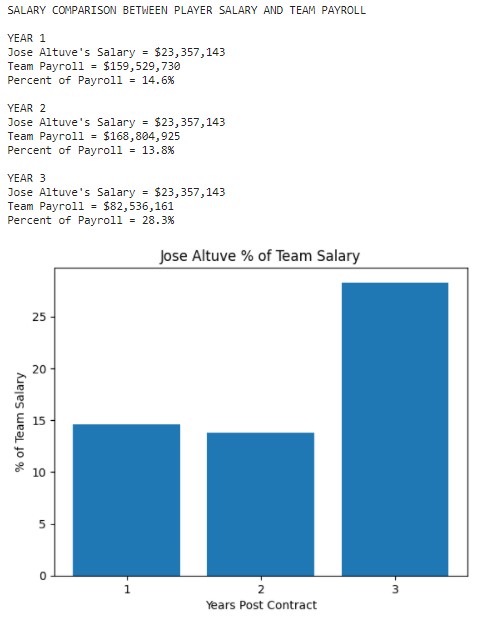 SALARY COMPARISON BETWEEN PLAYER SALARY AND TEAM PAYROLL
YEAR 1
Jose Altuve's Salary = $23,357,143
Team Payroll = $159,529,730
Percent of Payroll = 14.6%
YEAR 2
Jose Altuve's Salary = $23,357,143
Team Payroll = $168,804,925
Percent of Payroll = 13.8%
YEAR 3
Jose Altuve's Salary = $23,357,143
Team Payroll = $82,536,161
Percent of Payroll = 28.3%
Jose Altuve % of Team Salary
% of Team Salary
25
20
15
10
5
0
1 2 3
Years Post Contract